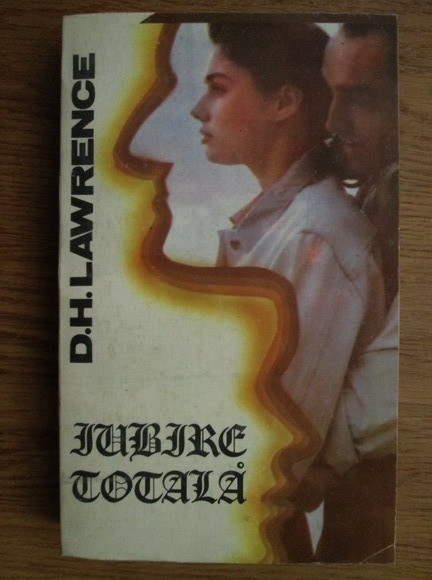 D.H. LAWRENCE
IUBIRE
TOTALĂ